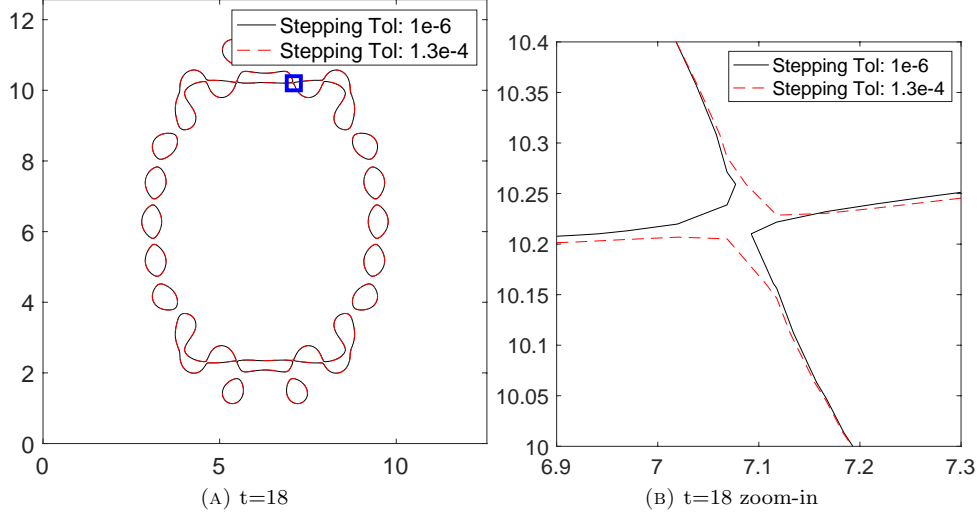 Stepping Tol: 1e-6
Stepping Tol: 1.3e-4
12
10
8
6
4
2
0
0 5 10
(A) t=18
Stepping Tol: 1e-6
Stepping Tol: 1.3e-4
10.4
10.35
10.3
10.25
10.2
10.15
10.1
10.05
10
6.9 7 7.1 7.2 7.3
(B) t=18 zoom-in